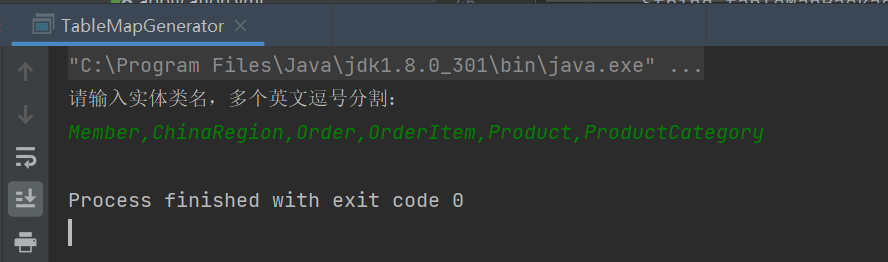 TableMapGenerator
"C:\Program Files\Java\jdk1.8.0_301\bin\java.exe" ...
请输入实体类名，多个英文逗号分割：
Member,ChinaRegion,Order,OrderItem,Product,ProductCategory
Process finished with exit code 0